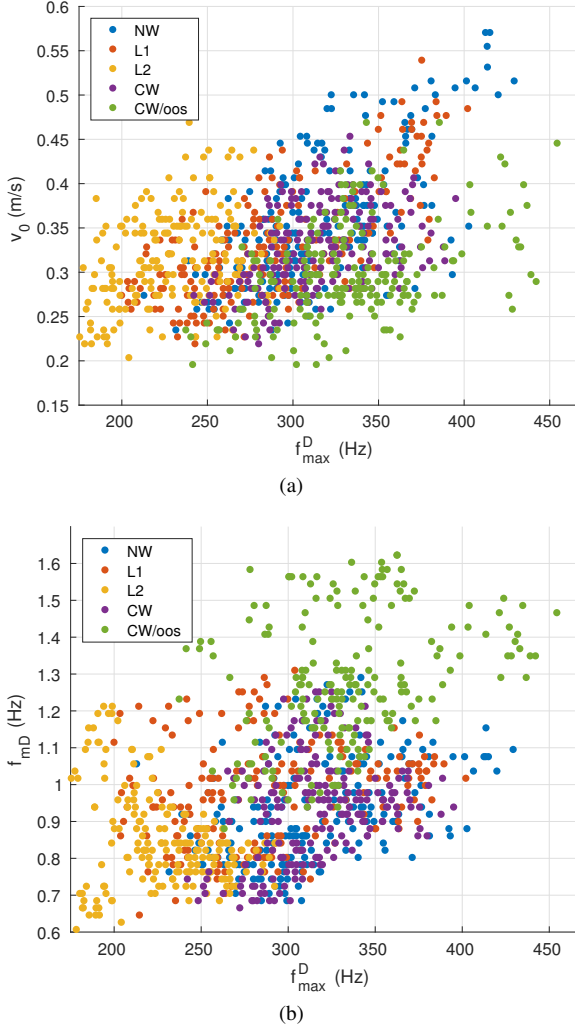 0.6
0.55
0.5
0.45
0.4
0.35
0.3
0.25
0.2
0.15
v0 (m/s)
NW
L1
L2
CW
CW/oos
200 250 300 350 400 450
f_max^D (Hz)
(a)
1.6
1.5
1.4
1.3
1.2
1.1
1
0.9
0.8
0.7
0.6
f_mD (Hz)
NW
L1
L2
CW
CW/oos
200 250 300 350 400 450
f_max^D (Hz)
(b)